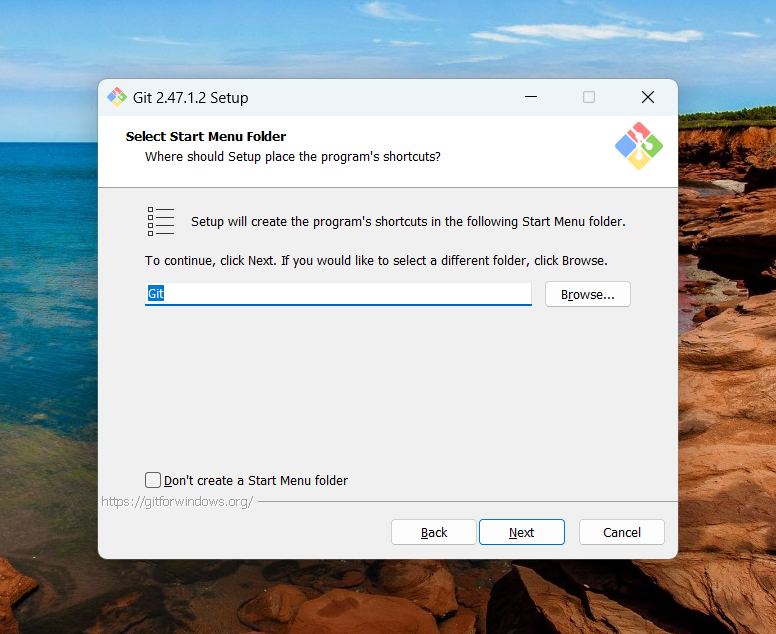 Git 2.47.1.2 Setup
Select Start Menu Folder
Where should Setup place the program's shortcuts?
Setup will create the program's shortcuts in the following Start Menu folder.
To continue, click Next. If you would like to select a different folder, click Browse.
Git
Browse...
Don't create a Start Menu folder
https://gitforwindows.org/
Back
Next
Cancel